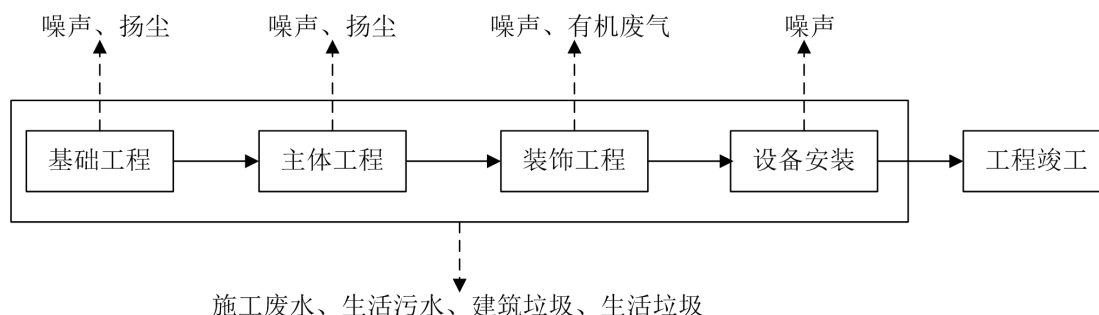 噪声、扬尘 噪声、扬尘 噪声、有机废气 噪声
基础工程 主体工程 装饰工程 设备安装 工程竣工
施工废水、生活污水、建筑垃圾、生活垃圾